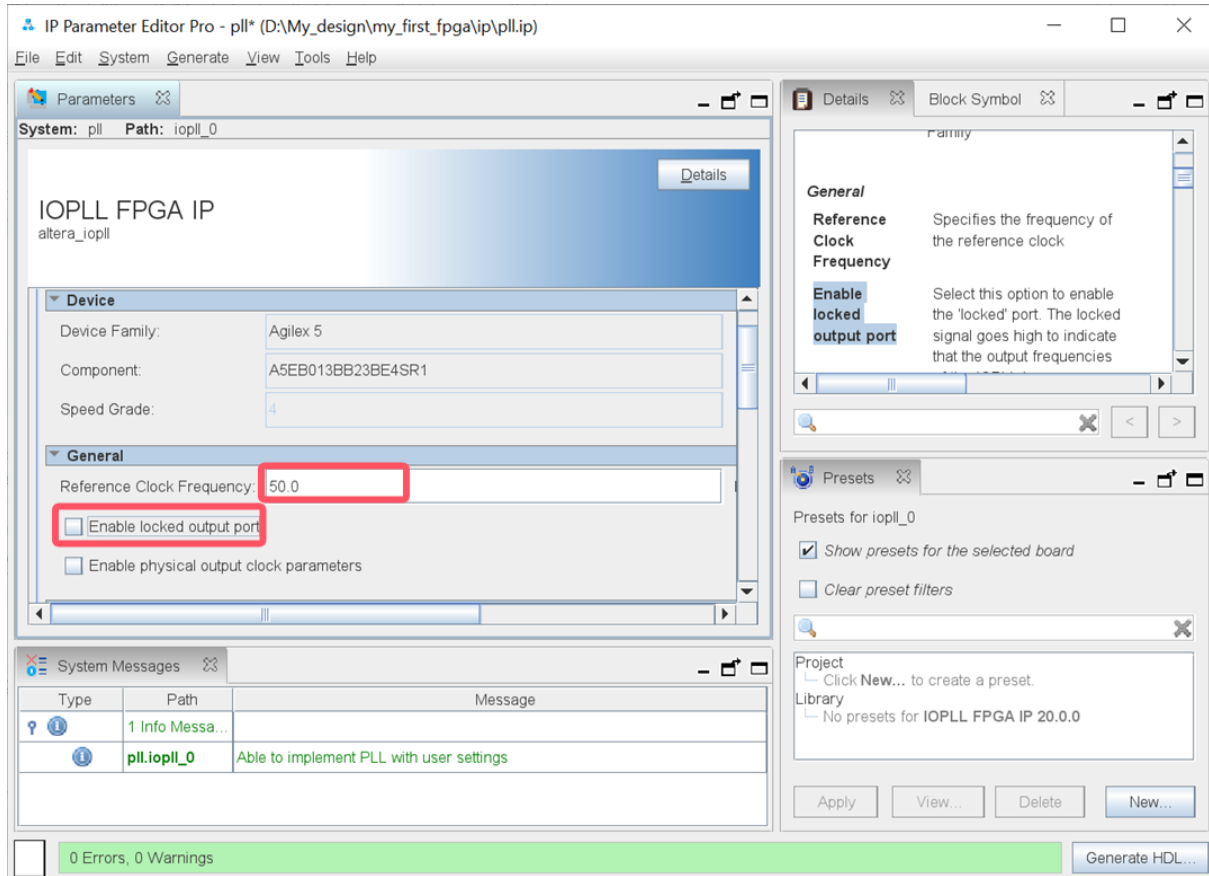 IP Parameter Editor Pro - pll* (D:\My_design\my_first_fpga\ip\pll.ip)
File Edit System Generate View Tools Help
Parameters
System: pll Path: iopll_0
Details
IOPLL FPGA IP
altera_iopll
Device
Device Family: Agilex 5
Component: A5EB013BB23BE4SR1
Speed Grade: 4
General
Reference Clock Frequency: 50.0
Enable locked output port
Enable physical output clock parameters
System Messages
Type Path Message
1 Info Messa...
pll.iopll_0 Able to implement PLL with user settings
0 Errors, 0 Warnings
Details Block Symbol
Family
General
Reference Specifies the frequency of
Clock the reference clock
Frequency
Enable Select this option to enable
locked the 'locked' port. The locked
output port signal goes high to indicate
that the output frequencies
< >
Presets
Presets for iopll_0
Show presets for the selected board
Clear preset filters
Project
Click New... to create a preset.
Library
No presets for IOPLL FPGA IP 20.0.0
Apply View... Delete New...
Generate HDL...